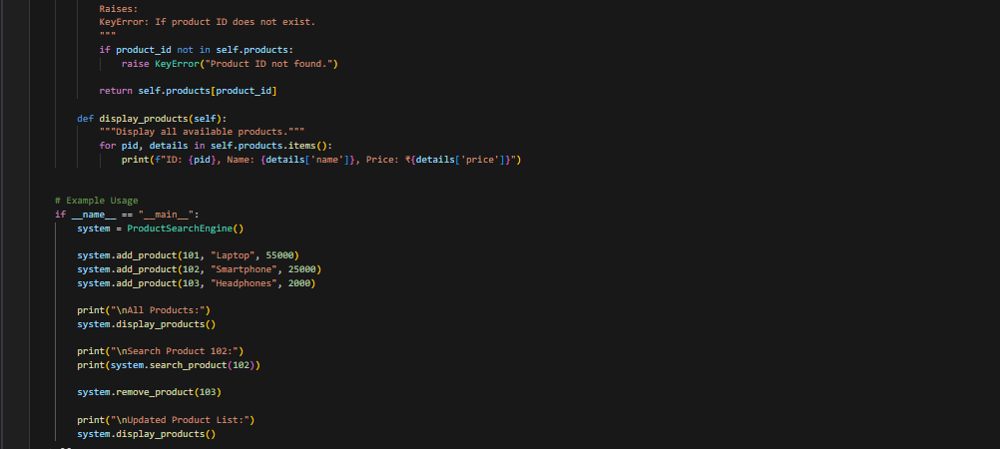 Raises:
KeyError: If product ID does not exist.
"""
if product_id not in self.products:
raise KeyError("Product ID not found.")
return self.products[product_id]
def display_products(self):
"""Display all available products."""
for pid, details in self.products.items():
print(f"ID: {pid}, Name: {details['name']}, Price: ₹{details['price']}")
# Example Usage
if __name__ == "__main__":
system = ProductSearchEngine()
system.add_product(101, "Laptop", 55000)
system.add_product(102, "Smartphone", 25000)
system.add_product(103, "Headphones", 2000)
print("\nAll Products:")
system.display_products()
print("\nSearch Product 102:")
print(system.search_product(102))
system.remove_product(103)
print("\nUpdated Product List:")
system.display_products()